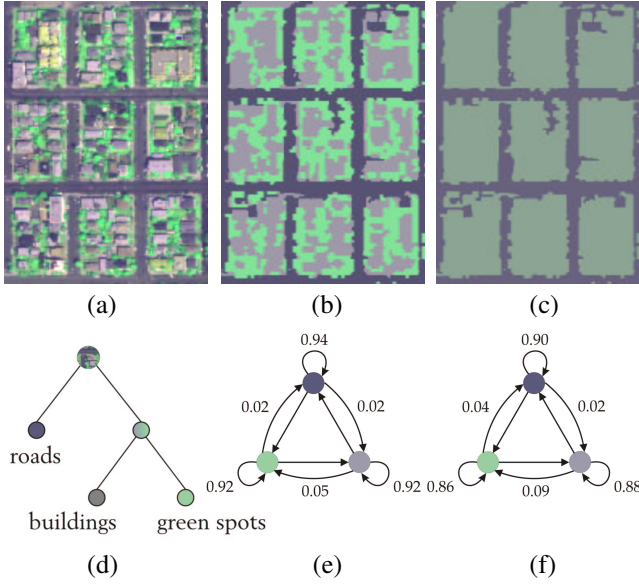 (a) (b) (c)
0.94
0.02 0.02
0.92 0.05 0.92
0.90
0.04 0.02
0.86 0.09 0.88
roads
buildings green spots
(d) (e) (f)